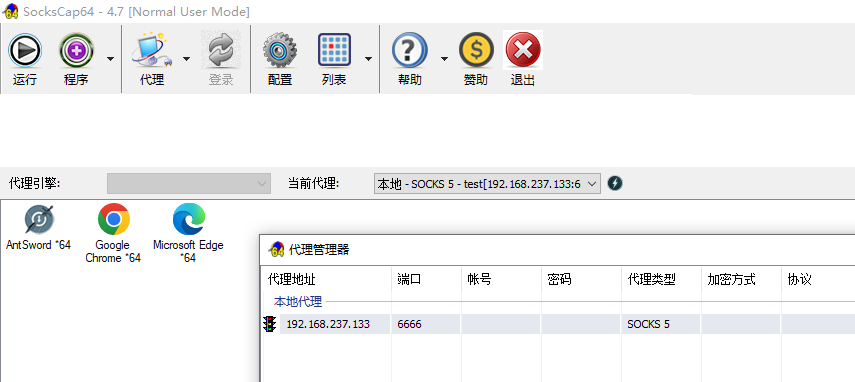 SocksCap64 - 4.7 [Normal User Mode]
运行 程序 代理 登录 配置 列表 帮助 赞助 退出
代理引擎: 当前代理: 本地 - SOCKS 5 - test[192.168.237.133:6
AntSword *64
Google Chrome *64
Microsoft Edge *64
代理管理器
代理地址 端口 帐号 密码 代理类型 加密方式 协议
本地代理
192.168.237.133 6666 SOCKS 5